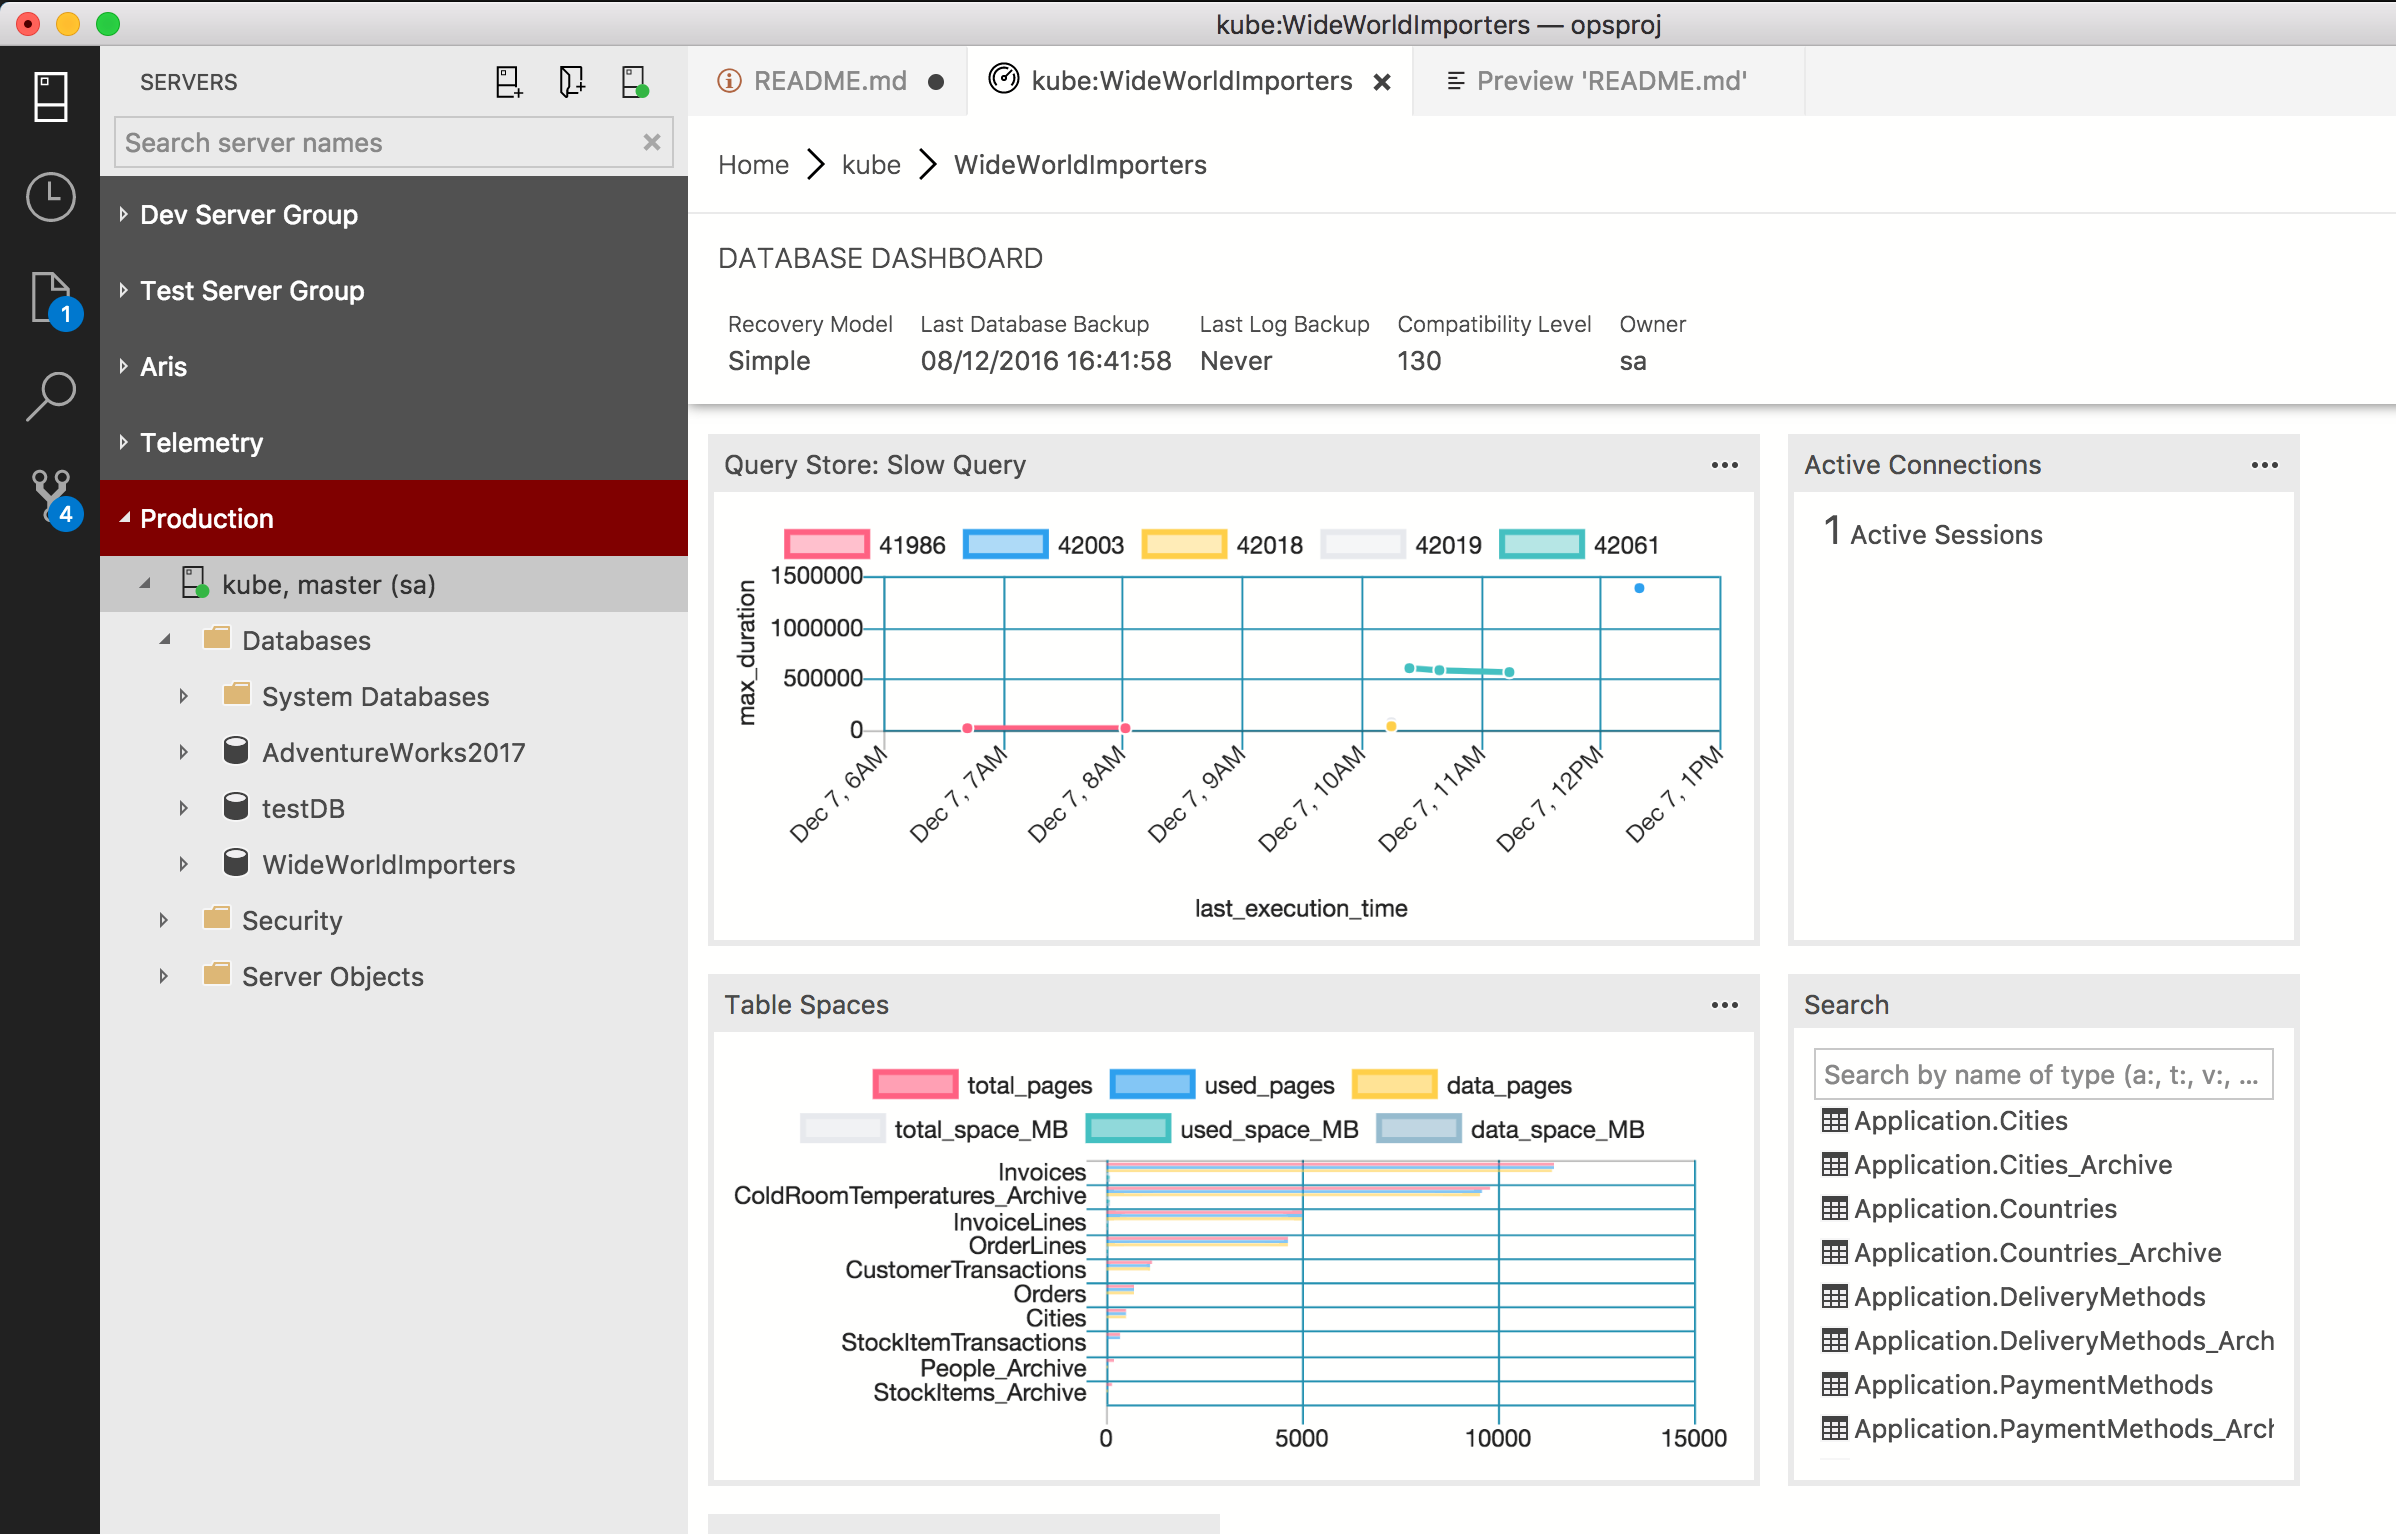 kube:WideWorldImporters — opsproj
SERVERS
Search server names
Dev Server Group
Test Server Group
Aris
Telemetry
Production
kube, master (sa)
Databases
System Databases
AdventureWorks2017
testDB
WideWorldImporters
Security
Server Objects
1
4
README.md
kube:WideWorldImporters
Preview 'README.md'
Home kube WideWorldImporters
DATABASE DASHBOARD
Recovery Model Last Database Backup Last Log Backup Compatibility Level Owner
Simple 08/12/2016 16:41:58 Never 130 sa
Query Store: Slow Query
41986 42003 42018 42019 42061
max_duration
1500000
1000000
500000
0
Dec 7, 6AM
Dec 7, 7AM
Dec 7, 8AM
Dec 7, 9AM
Dec 7, 10AM
Dec 7, 11AM
Dec 7, 12PM
Dec 7, 1PM
last_execution_time
Active Connections
1 Active Sessions
Table Spaces
total_pages used_pages data_pages
total_space_MB used_space_MB data_space_MB
Invoices
ColdRoomTemperatures_Archive
InvoiceLines
OrderLines
CustomerTransactions
Orders
Cities
StockItemTransactions
People_Archive
StockItems_Archive
0 5000 10000 15000
Search
Search by name of type (a:, t:, v:, ...
Application.Cities
Application.Cities_Archive
Application.Countries
Application.Countries_Archive
Application.DeliveryMethods
Application.DeliveryMethods_Arch
Application.PaymentMethods
Application.PaymentMethods_Arch